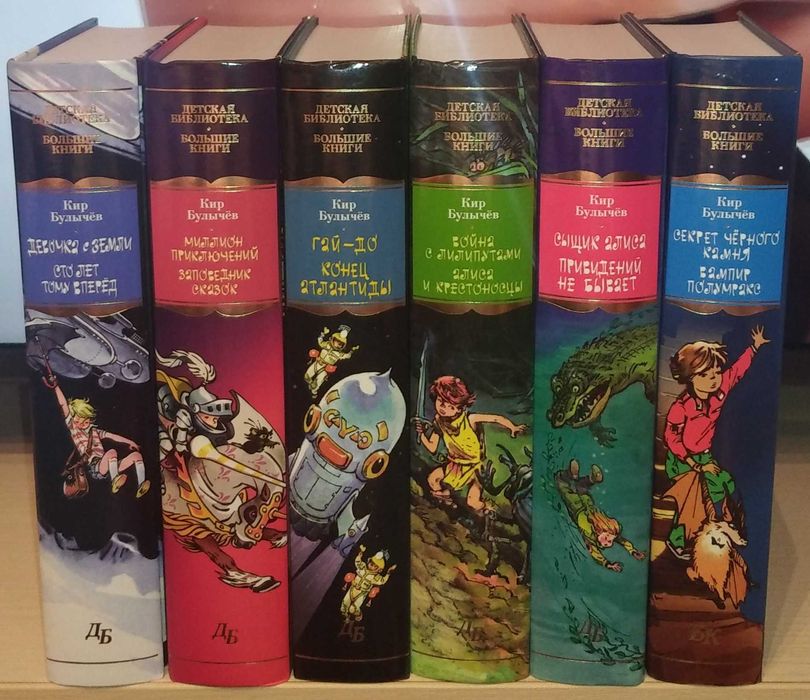 ДЕТСКАЯ
БИБЛИОТЕКА
БОЛЬШИЕ
КНИГИ
Кир
Булычёв
ДЕВОЧКА С ЗЕМЛИ
СТО ЛЕТ
ТОМУ ВПЕРЁД
ДБ
ДЕТСКАЯ
БИБЛИОТЕКА
БОЛЬШИЕ
КНИГИ
Кир
Булычёв
МИЛЛИОН
ПРИКЛЮЧЕНИЙ
ЗАПОВЕДНИК
СКАЗОК
ДБ
ДЕТСКАЯ
БИБЛИОТЕКА
БОЛЬШИЕ
КНИГИ
Кир
Булычёв
ГАЙ-ДО
КОНЕЦ
АТЛАНТИДЫ
ДБ
ДЕТСКАЯ
БИБЛИОТЕКА
БОЛЬШИЕ
КНИГИ
Кир
Булычёв
ВОЙНА
С ЛИЛИПУТАМИ
АЛИСА
И КРЕСТОНОСЦЫ
ДБ
ДЕТСКАЯ
БИБЛИОТЕКА
БОЛЬШИЕ
КНИГИ
Кир
Булычёв
СЫЩИК АЛИСА
ПРИВИДЕНИЙ
НЕ БЫВАЕТ
ДБ
ДЕТСКАЯ
БИБЛИОТЕКА
БОЛЬШИЕ
КНИГИ
Кир
Булычёв
СЕКРЕТ ЧЁРНОГО
КАМНЯ
ВАМПИР
ПОЛУМРАКС
БК